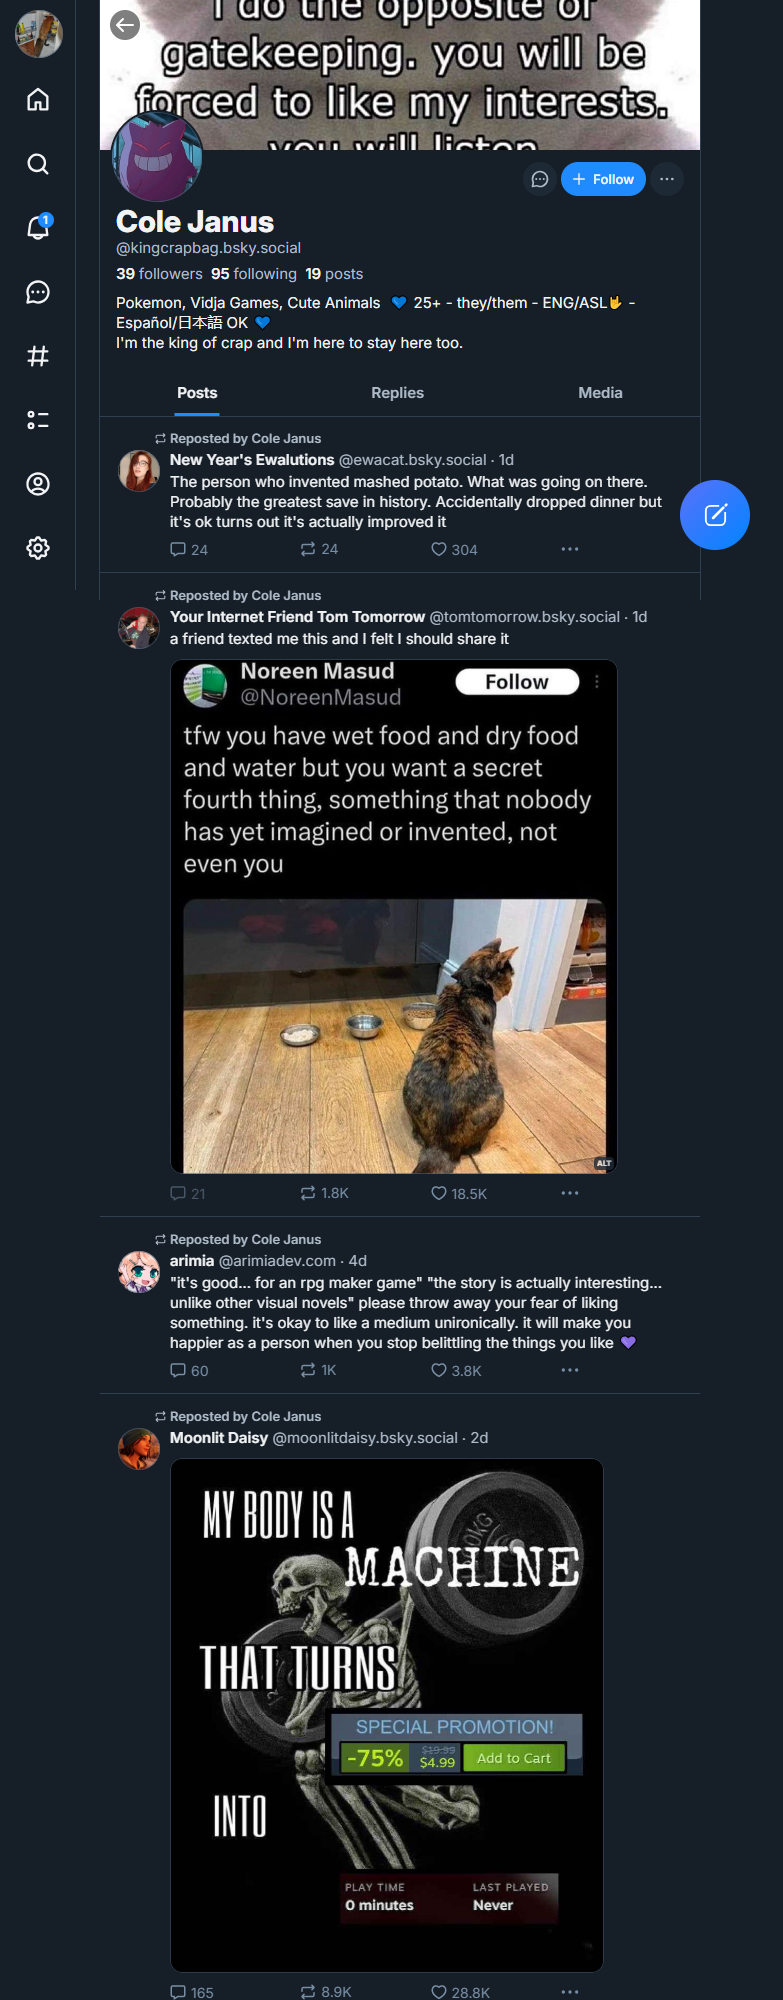 I do the opposite of
gatekeeping. you will be
forced to like my interests.
you will listen
+ Follow
Cole Janus
@kingcrapbag.bsky.social
39 followers 95 following 19 posts
Pokemon, Vidja Games, Cute Animals 💙 25+ - they/them - ENG/ASL🤟 -
Español/日本語 OK 💙
I'm the king of crap and I'm here to stay here too.
Posts Replies Media
1
Reposted by Cole Janus
New Year's Ewalutions @ewacat.bsky.social · 1d
The person who invented mashed potato. What was going on there.
Probably the greatest save in history. Accidentally dropped dinner but
it's ok turns out it's actually improved it
24 24 304
Reposted by Cole Janus
Your Internet Friend Tom Tomorrow @tomtomorrow.bsky.social · 1d
a friend texted me this and I felt I should share it
Noreen Masud
@NoreenMasud
Follow
tfw you have wet food and dry food
and water but you want a secret
fourth thing, something that nobody
has yet imagined or invented, not
even you
ALT
21 1.8K 18.5K
Reposted by Cole Janus
arimia @arimiadev.com · 4d
"it's good... for an rpg maker game" "the story is actually interesting...
unlike other visual novels" please throw away your fear of liking
something. it's okay to like a medium unironically. it will make you
happier as a person when you stop belittling the things you like 💜
60 1K 3.8K
Reposted by Cole Janus
Moonlit Daisy @moonlitdaisy.bsky.social · 2d
MY BODY IS A
MACHINE
THAT TURNS
SPECIAL PROMOTION!
-75% $19.99 $4.99 Add to Cart
INTO
PLAY TIME LAST PLAYED
0 minutes Never
165 8.9K 28.8K